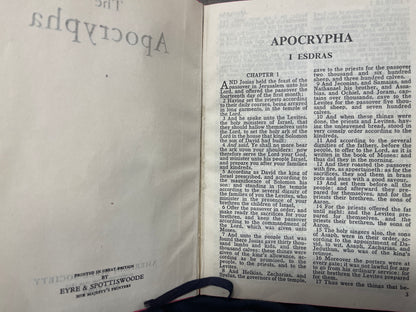 The
Apocrypha
PRINTED IN GREAT BRITAIN
BY
EYRE & SPOTTISWOODE
HER MAJESTY'S PRINTERS
APOCRYPHA
I ESDRAS
CHAPTER 1
AND Josias held the feast of the
passover in Jerusalem unto his
Lord, and offered the passover the
fourteenth day of the first month;
2 Having set the priests according
to their daily courses, being arrayed
in long garments, in the temple of the
Lord.
3 And he spake unto the Levites,
the holy ministers of Israel, that
they should hallow themselves unto
the Lord, to set the holy ark of the
Lord in the house that king Solomon
the son of David had built:
4 And said, Ye shall no more bear
the ark upon your shoulders: now
therefore serve the Lord your God,
and minister unto his people Israel,
and prepare you after your families
and kindreds,
5 According as David the king of
Israel prescribed, and according to
the magnificence of Solomon his
son: and standing in the temple
according to the several dignity of
the families of you the Levites, who
minister in the presence of your
brethren the children of Israel,
6 Offer the passover in order, and
make ready the sacrifices for your
brethren, and keep the passover
according to the commandment of
the Lord, which was given unto
Moses.
7 And unto the people that was
found there Josias gave thirty thou-
sand lambs and kids, and three
thousand calves: these things were
given of the king's allowance, ac-
cording as he promised, to the
people, to the priests, and to the
Levites.
8 And Helkias, Zacharias, and
gave to the priests for the passover
two thousand and six hundred
sheep, and three hundred calves.
9 And Jeconias, and Samaias, and
Nathanael his brother, and Assa-
bias, and Ochiel, and Joram, cap-
tains over thousands, gave to the
Levites for the passover five thou-
sand sheep, and seven hundred
calves.
10 And when these things were
done, the priests and Levites, hav-
ing the unleavened bread, stood in
very comely order according to the
kindreds,
11 And according to the several
dignities of the fathers, before the
people, to offer to the Lord, as it is
written in the book of Moses: and
thus did they in the morning.
12 And they roasted the passover
with fire, as appertaineth: as for the
sacrifices, they sod them in brass
pots and pans with a good savour,
13 And set them before all the
people: and afterward they pre-
pared for themselves, and for the
priests their brethren, the sons of
Aaron.
14 For the priests offered the fat
until night: and the Levites pre-
pared for themselves, and the
priests their brethren, the sons of
Aaron.
15 The holy singers also, the sons
of Asaph, were in their order, ac-
cording to the appointment of Da-
vid, to wit, Asaph, Zacharias, and
Jeduthun, who was of the king's
16 Moreover the porters were at
every gate; it was not lawful for any
to go from his ordinary service: for
their brethren the Levites prepared
for them.
17 Thus were the things that be-
3